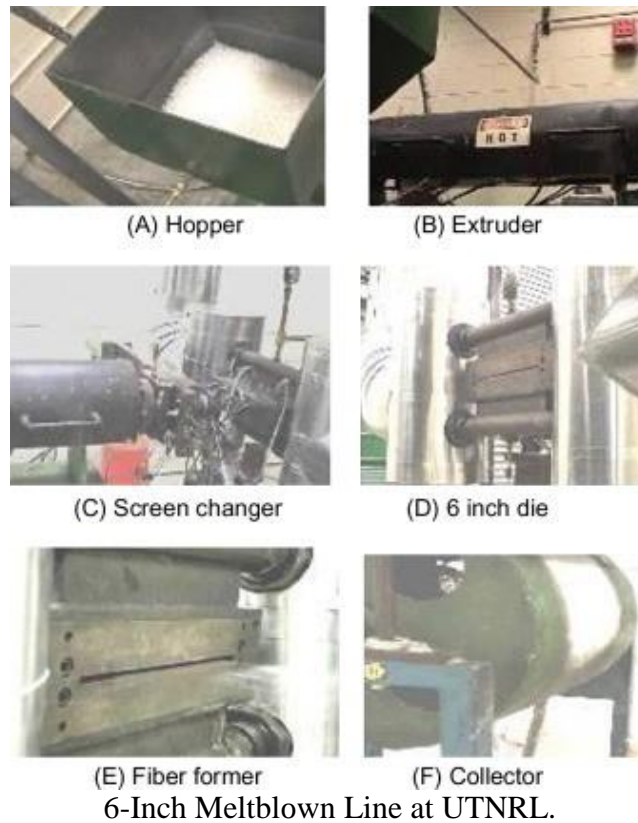 HOT
(A) Hopper
(B) Extruder
(C) Screen changer
(D) 6 inch die
(E) Fiber former
(F) Collector
6-Inch Meltblown Line at UTNRL.